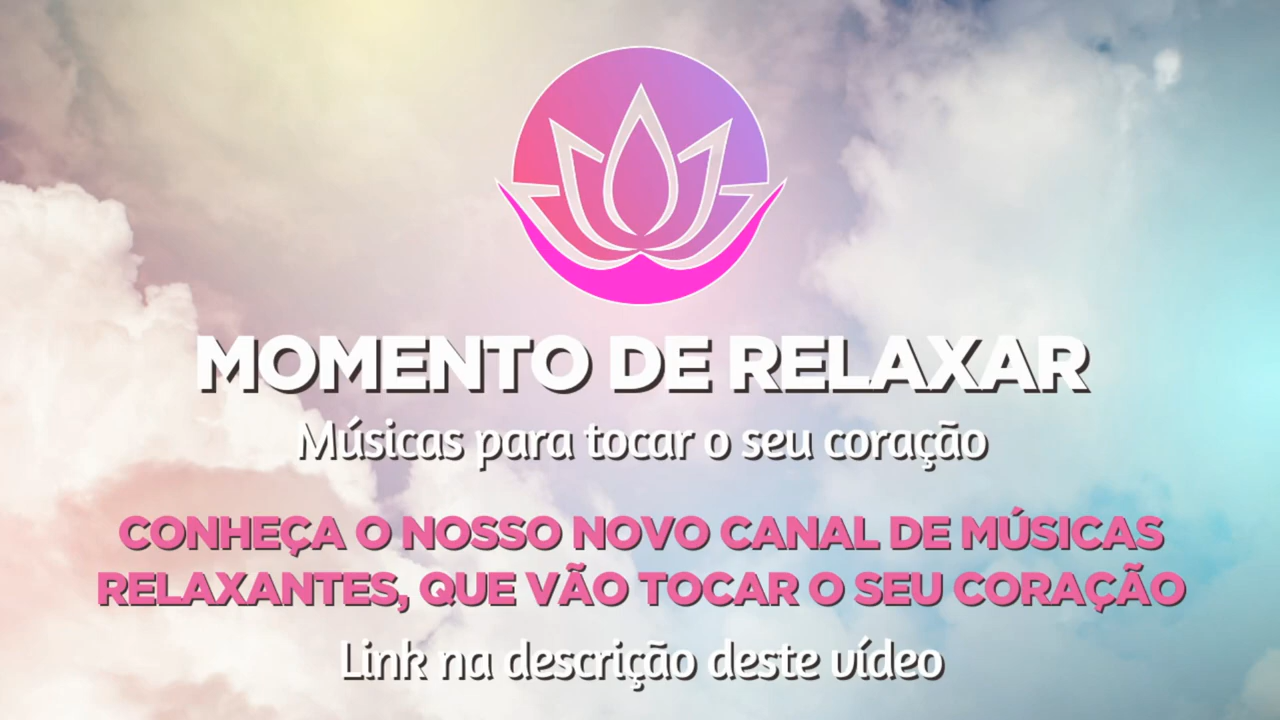 MOMENTO DE RELAXAR
Músicas para tocar o seu coração
CONHEÇA O NOSSO NOVO CANAL DE MÚSICAS
RELAXANTES, QUE VÃO TOCAR O SEU CORAÇÃO
Link na descrição deste vídeo